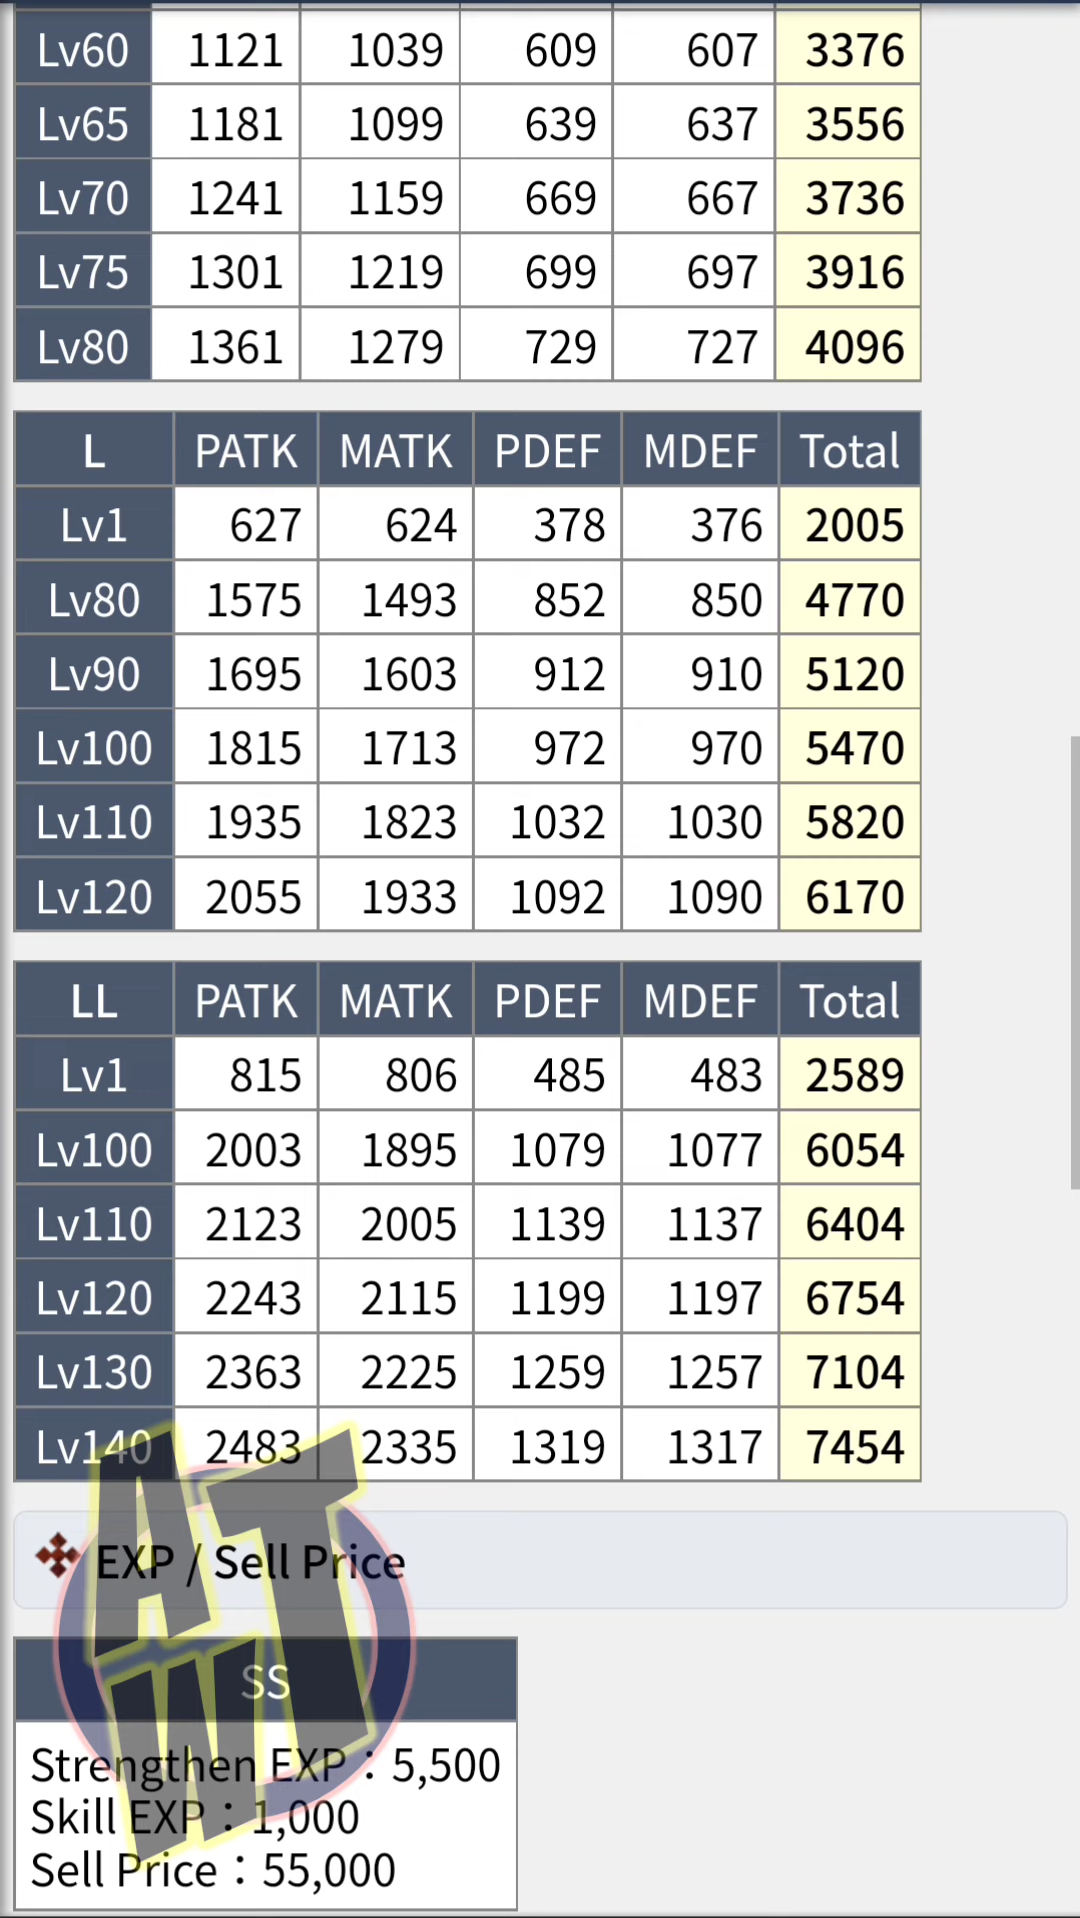 Lv60 1121 1039 609 607 3376
Lv65 1181 1099 639 637 3556
Lv70 1241 1159 669 667 3736
Lv75 1301 1219 699 697 3916
Lv80 1361 1279 729 727 4096
L PATK MATK PDEF MDEF Total
Lv1 627 624 378 376 2005
Lv80 1575 1493 852 850 4770
Lv90 1695 1603 912 910 5120
Lv100 1815 1713 972 970 5470
Lv110 1935 1823 1032 1030 5820
Lv120 2055 1933 1092 1090 6170
LL PATK MATK PDEF MDEF Total
Lv1 815 806 485 483 2589
Lv100 2003 1895 1079 1077 6054
Lv110 2123 2005 1139 1137 6404
Lv120 2243 2115 1199 1197 6754
Lv130 2363 2225 1259 1257 7104
Lv140 2483 2335 1319 1317 7454
EXP / Sell Price
SS
Strengthen EXP：5,500
Skill EXP：1,000
Sell Price：55,000
ATW